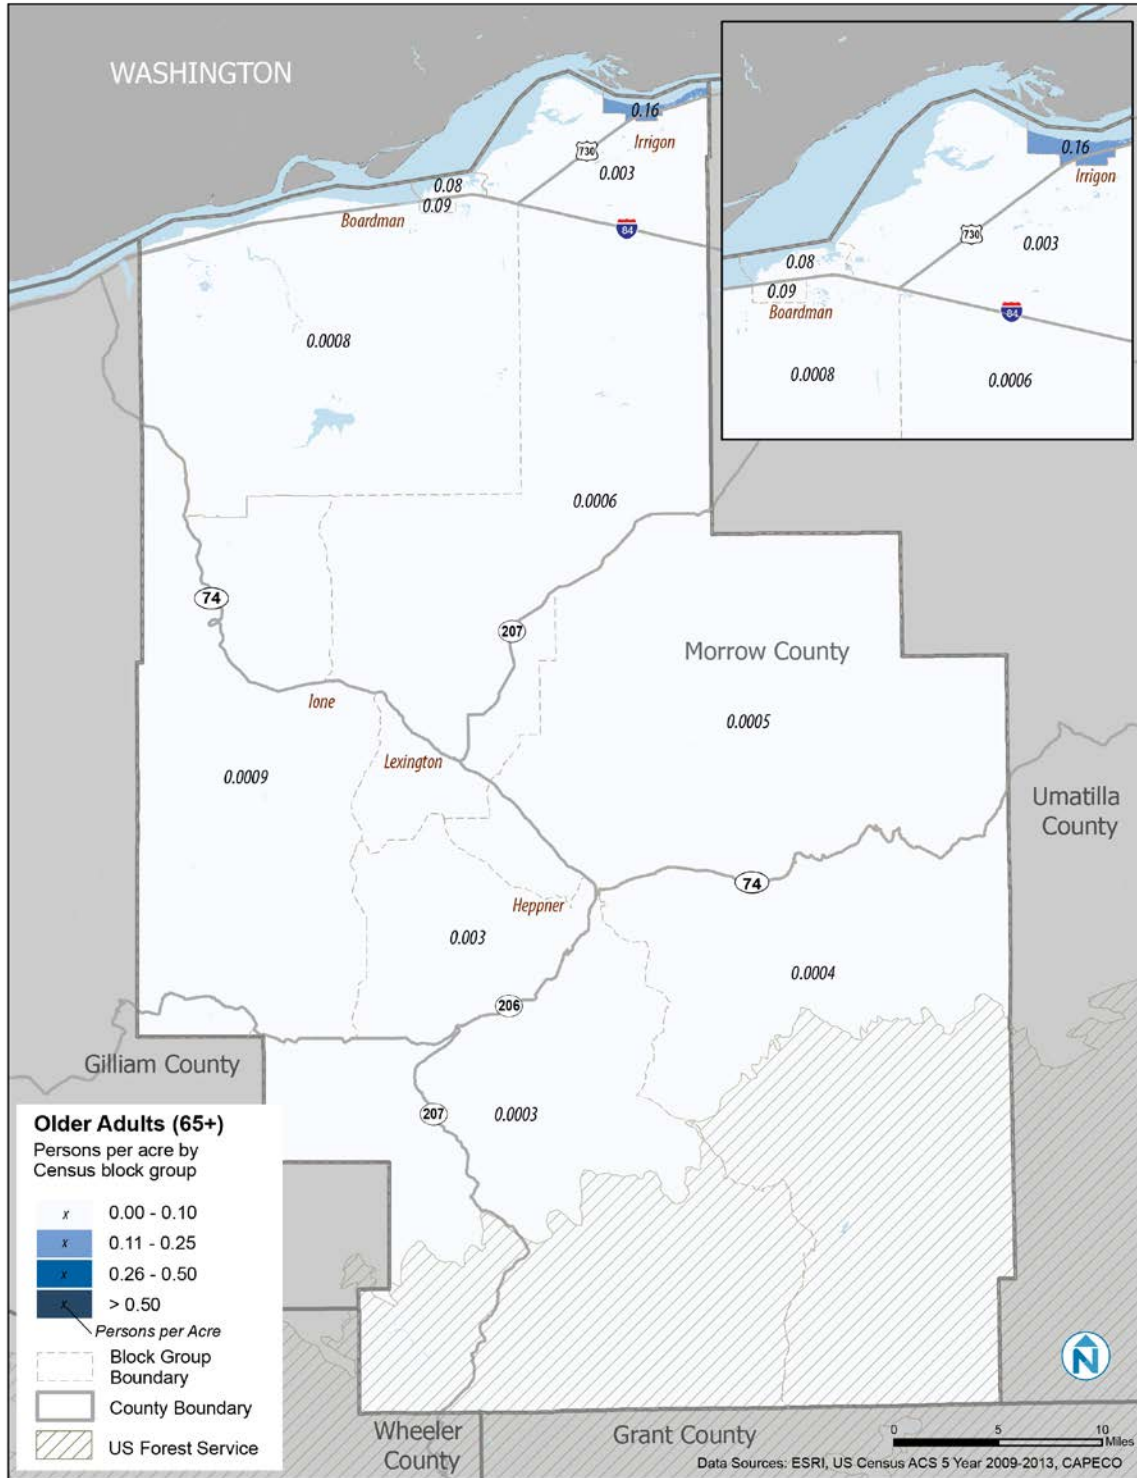 WASHINGTON
0.16
Irrigon
730
0.003
0.08
0.09
Boardman
84
0.16
Irrigon
730
0.003
0.08
0.09
Boardman
84
0.0008
0.0006
0.0008
0.0006
74
207
Morrow County
Ione
0.0005
Lexington
0.0009
Umatilla
County
74
Heppner
0.003
0.0004
206
Gilliam County
207
0.0003
Older Adults (65+)
Persons per acre by
Census block group
x 0.00 - 0.10
x 0.11 - 0.25
x 0.26 - 0.50
x > 0.50
Persons per Acre
Block Group
Boundary
County Boundary
US Forest Service
N
Wheeler
County
Grant County
0 5 10
Miles
Data Sources: ESRI, US Census ACS 5 Year 2009-2013, CAPECO